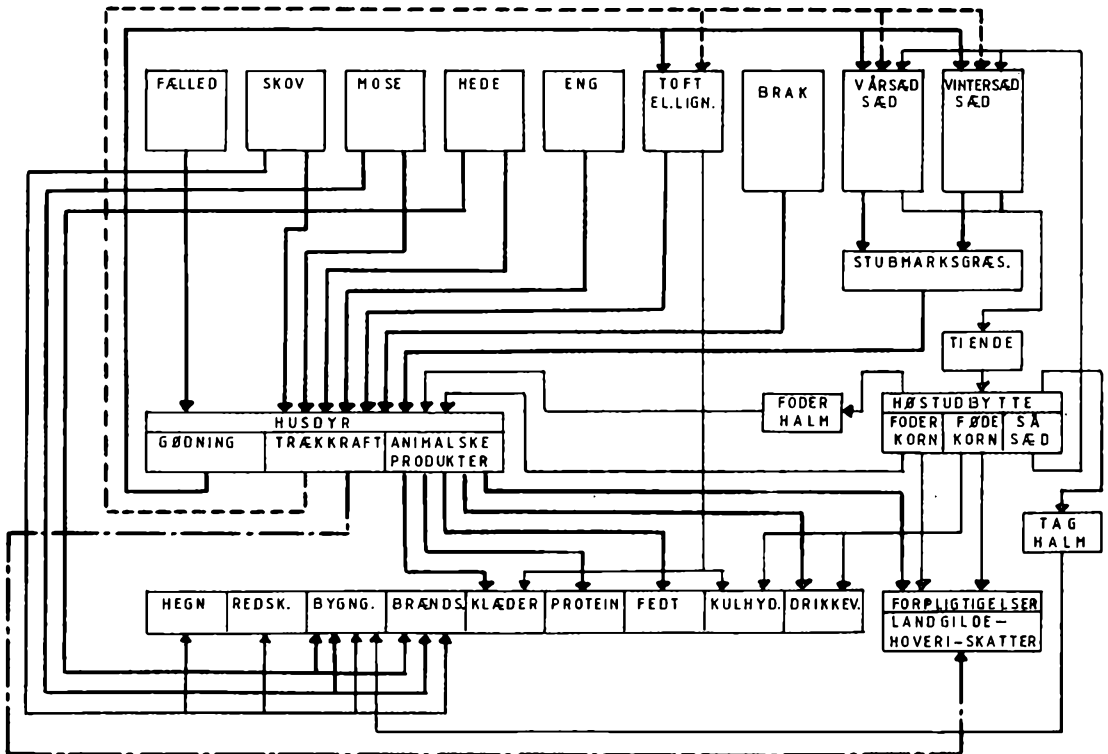 FÆLLED
SKOV
MOSE
HEDE
ENG
TOFT
EL.LIGN.
BRAK
VÅRSÆD
SÆD
VINTERSÆD
SÆD
STUBMARKSGRÆS.
TIENDE
HØSTUDBYTTE
FODER
KORN
FØDE
KORN
SÅ
SÆD
FODER
HALM
HUSDYR
GØDNING
TRÆKKRAFT
ANIMALSKE
PRODUKTER
TAG
HALM
HEGN
REDSK.
BYGNG.
BRÆNDS.
KLÆDER
PROTEIN
FEDT
KULHYD.
DRIKKEV.
FORPLIGTIGELSER
LANDGILDE-
HOVERI-SKATTER